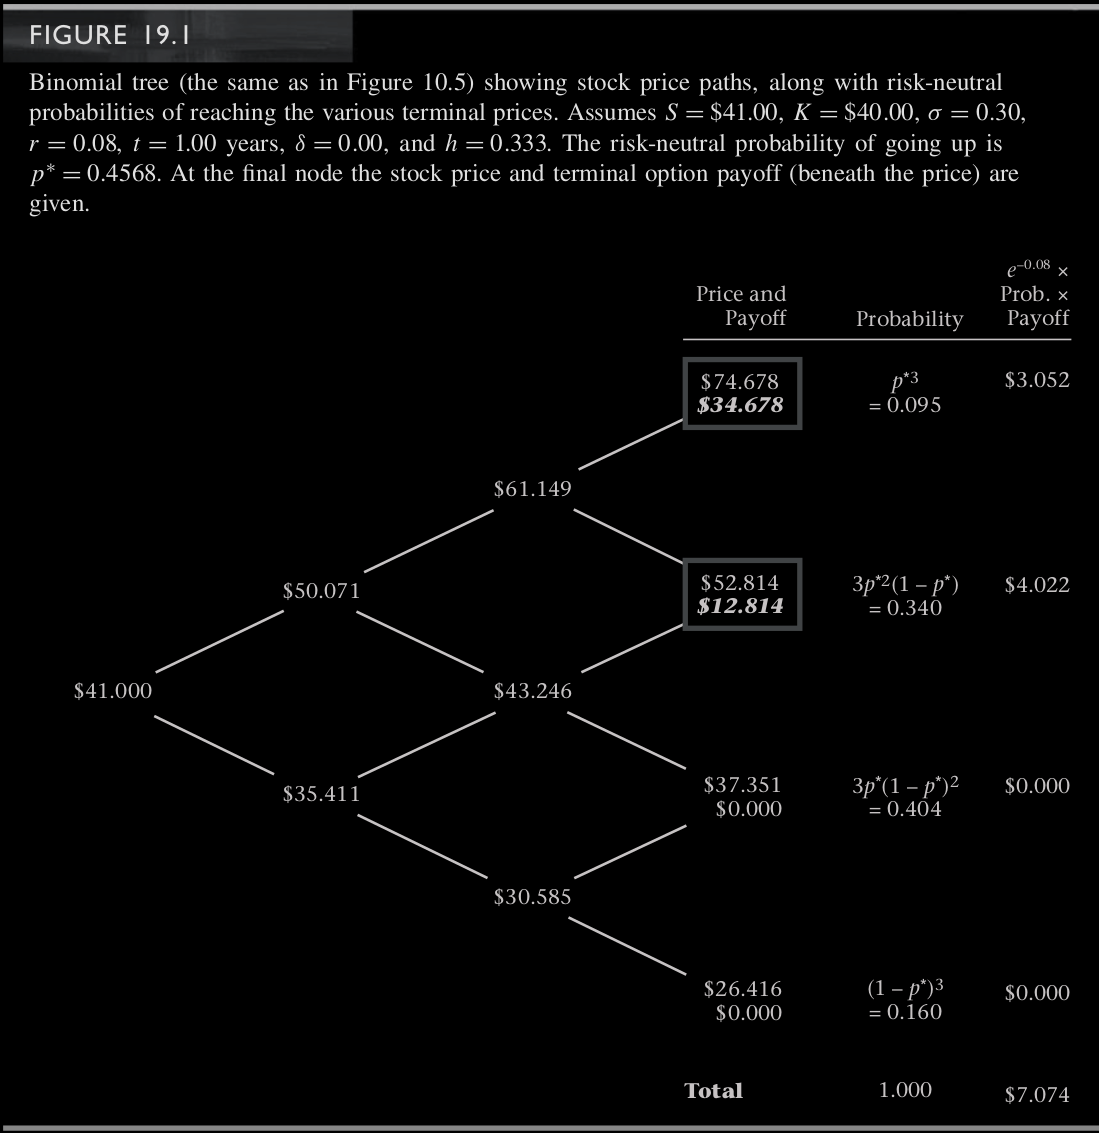 FIGURE 19.1
Binomial tree (the same as in Figure 10.5) showing stock price paths, along with risk-neutral
probabilities of reaching the various terminal prices. Assumes S = $41.00, K = $40.00, σ = 0.30,
r = 0.08, t = 1.00 years, δ = 0.00, and h = 0.333. The risk-neutral probability of going up is
p* = 0.4568. At the final node the stock price and terminal option payoff (beneath the price) are
given.
e⁻⁰·⁰⁸ ×
Price and Prob. ×
Payoff Probability Payoff
$74.678 p*³ $3.052
$34.678 = 0.095
$61.149
$52.814 3p*²(1 – p*) $4.022
$12.814 = 0.340
$50.071
$41.000 $43.246
$37.351 3p*(1 – p*)² $0.000
$0.000 = 0.404
$35.411
$30.585
$26.416 (1 – p*)³ $0.000
$0.000 = 0.160
Total 1.000 $7.074